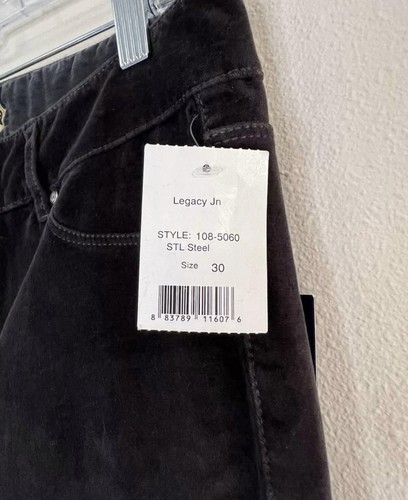 Legacy Jn
STYLE: 108-5060
STL Steel
Size 30
8 83789 11607 6